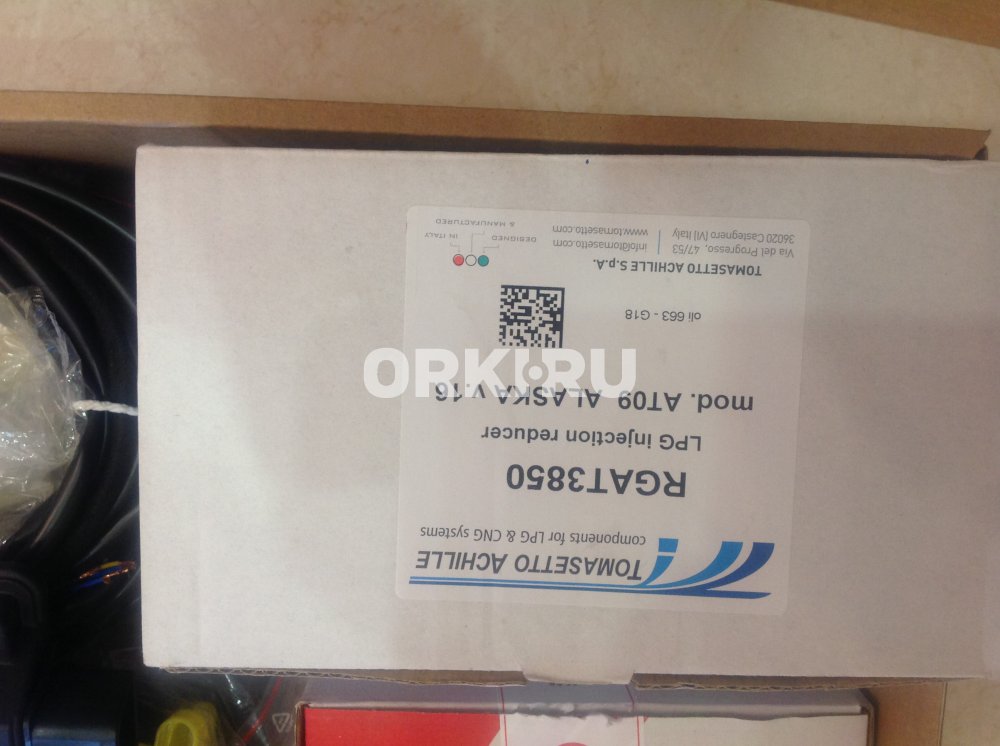 TOMASETTO ACHILLE
components for LPG & CNG systems
RGAT3850
LPG injection reducer
mod. AT09 ALASKA v.16
ORKI.RU
oli 663 - G18
TOMASETTO ACHILLE S.p.A.
Via del Progresso, 47/53
36020 Castegnero [VI] Italy
info@tomasetto.com
www.tomasetto.com
DESIGNED
& MANUFACTURED
IN ITALY